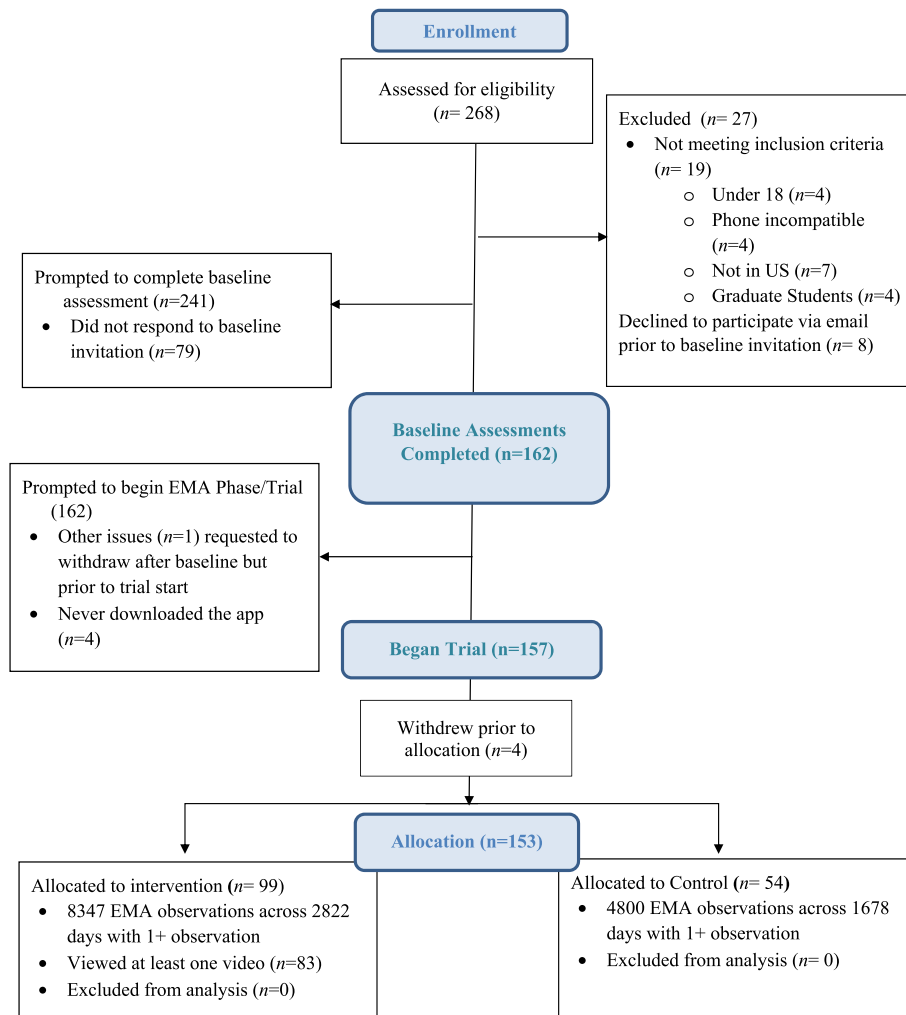 Enrollment
Assessed for eligibility
(n= 268)
Excluded (n= 27)
• Not meeting inclusion criteria
(n= 19)
o Under 18 (n=4)
o Phone incompatible
(n=4)
o Not in US (n=7)
o Graduate Students (n=4)
Declined to participate via email
prior to baseline invitation (n= 8)
Prompted to complete baseline
assessment (n=241)
• Did not respond to baseline
invitation (n=79)
Baseline Assessments
Completed (n=162)
Prompted to begin EMA Phase/Trial
(162)
• Other issues (n=1) requested to
withdraw after baseline but
prior to trial start
• Never downloaded the app
(n=4)
Began Trial (n=157)
Withdrew prior to
allocation (n=4)
Allocation (n=153)
Allocated to intervention (n= 99)
• 8347 EMA observations across 2822
days with 1+ observation
• Viewed at least one video (n=83)
• Excluded from analysis (n=0)
Allocated to Control (n= 54)
• 4800 EMA observations across 1678
days with 1+ observation
• Excluded from analysis (n= 0)